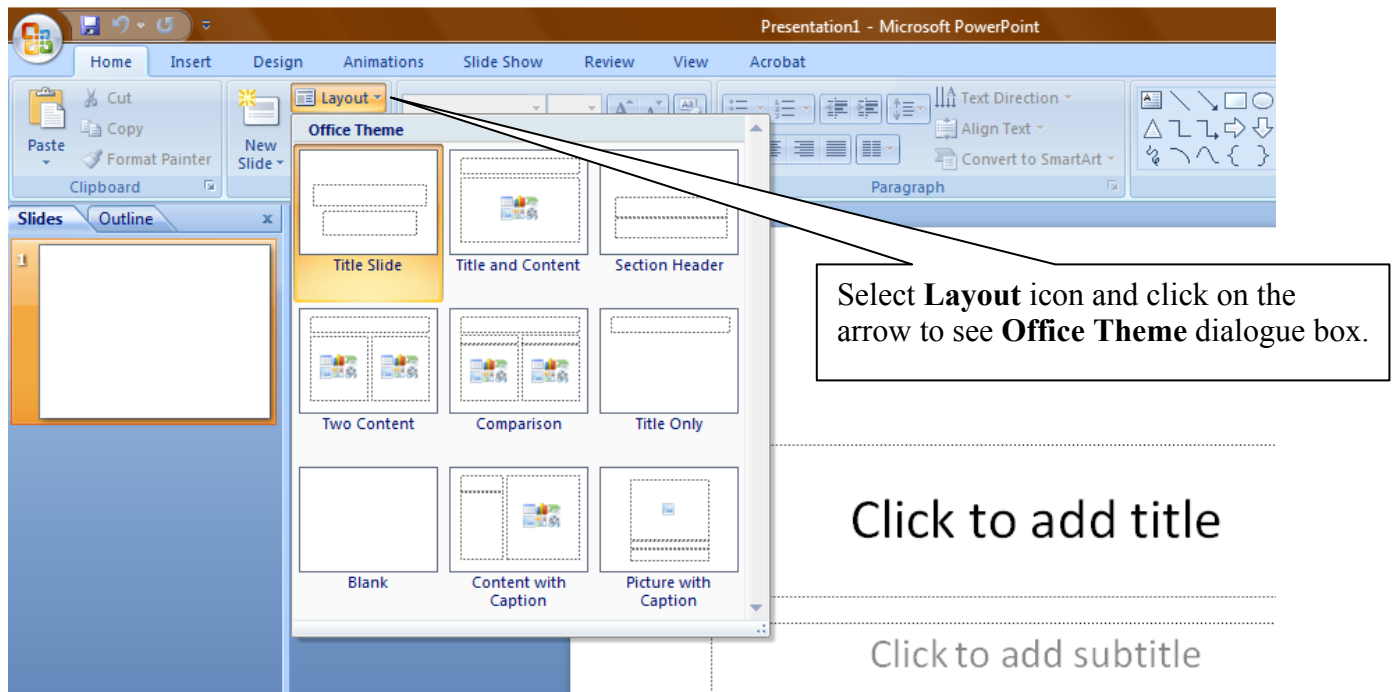 Presentation1 - Microsoft PowerPoint
Home Insert Design Animations Slide Show Review View Acrobat
Paste
Cut
Copy
Format Painter
Clipboard
New
Slide
Layout
Text Direction
Align Text
Convert to SmartArt
Paragraph
Slides Outline x
1
Office Theme
Title Slide Title and Content Section Header
Two Content Comparison Title Only
Blank Content with Picture with
Caption Caption
Select Layout icon and click on the
arrow to see Office Theme dialogue box.
Click to add title
Click to add subtitle